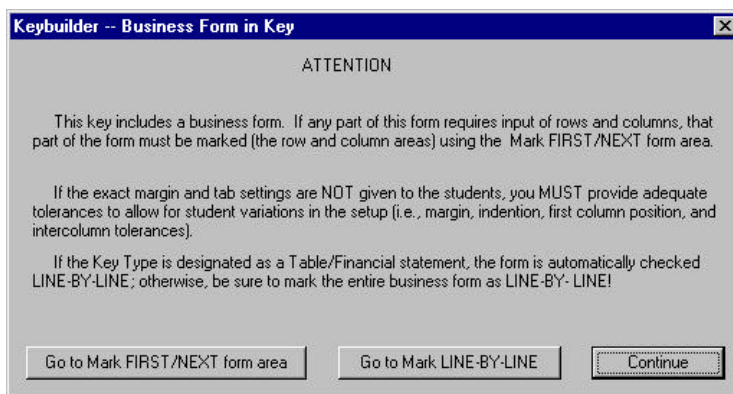 Keybuilder -- Business Form in Key
ATTENTION
This key includes a business form. If any part of this form requires input of rows and columns, that
part of the form must be marked (the row and column areas) using the Mark FIRST/NEXT form area.
If the exact margin and tab settings are NOT given to the students, you MUST provide adequate
tolerances to allow for student variations in the setup (i.e., margin, indention, first column position, and
intercolumn tolerances).
If the Key Type is designated as a Table/Financial statement, the form is automatically checked
LINE-BY-LINE; otherwise, be sure to mark the entire business form as LINE-BY- LINE!
Go to Mark FIRST/NEXT form area
Go to Mark LINE-BY-LINE
Continue